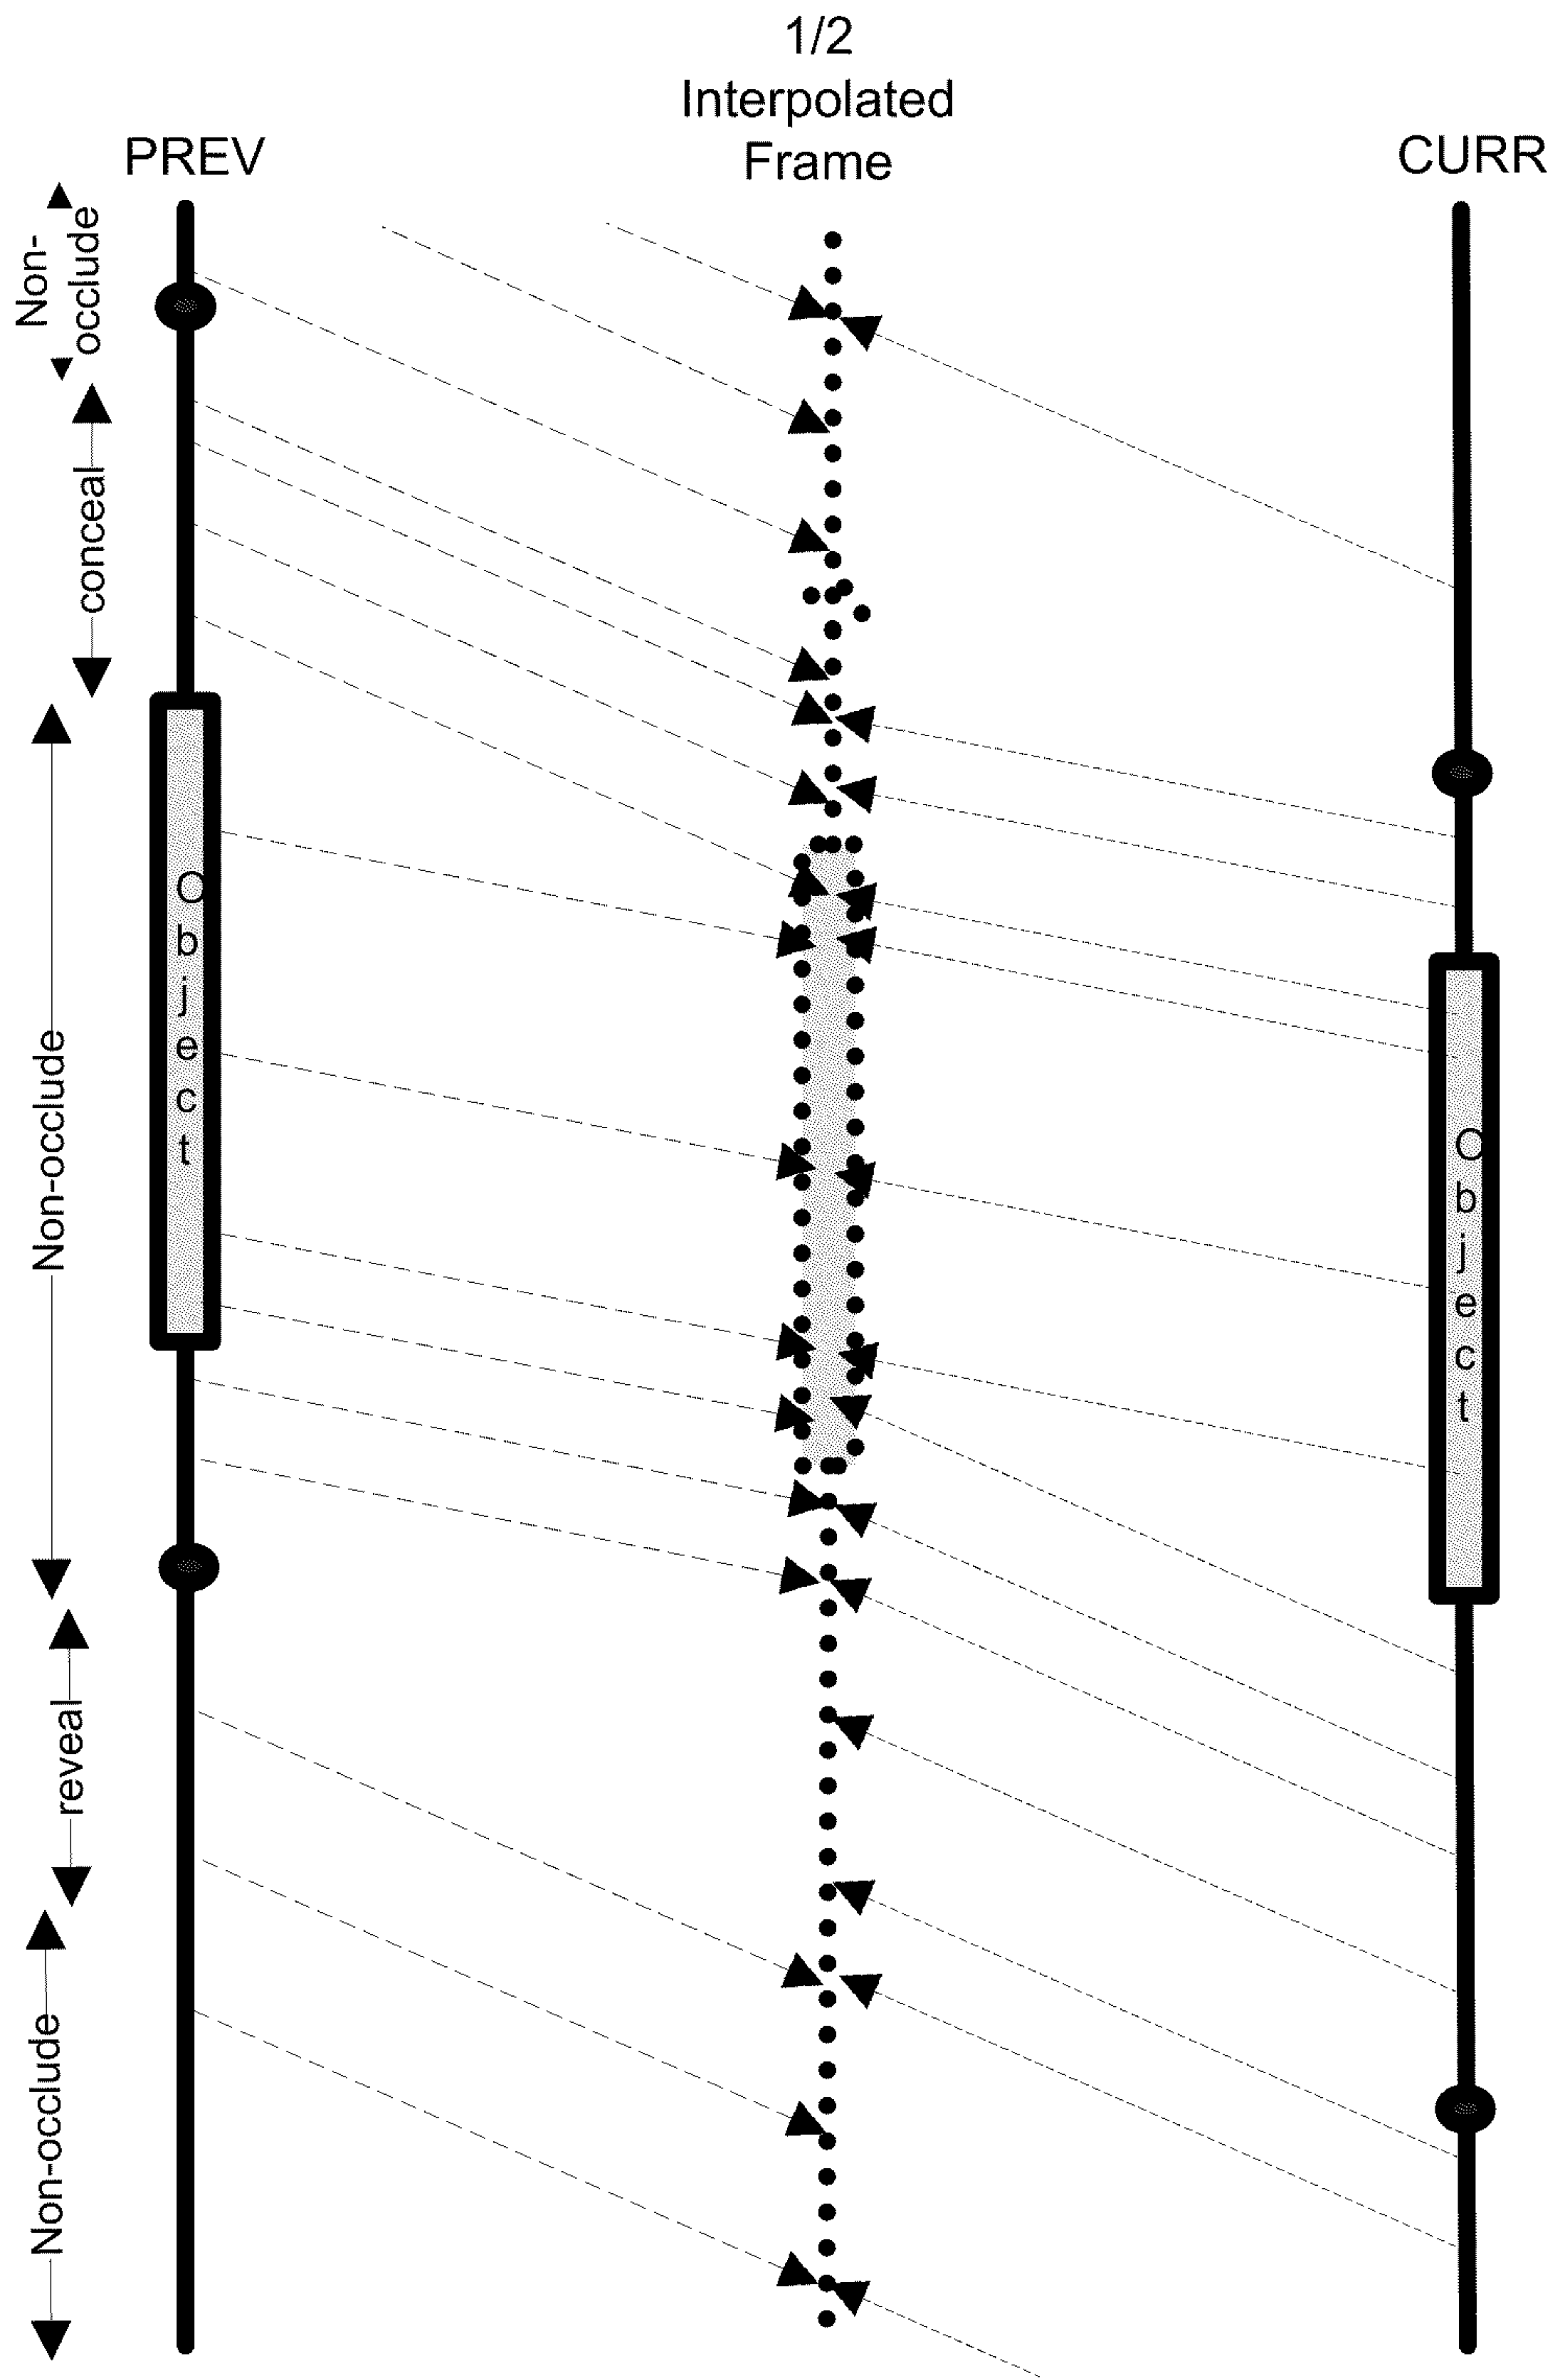 1/2
Interpolated
Frame
PREV
CURR
Non-
occlude
conceal
Non-occlude
reveal
Non-occlude
Object
Object